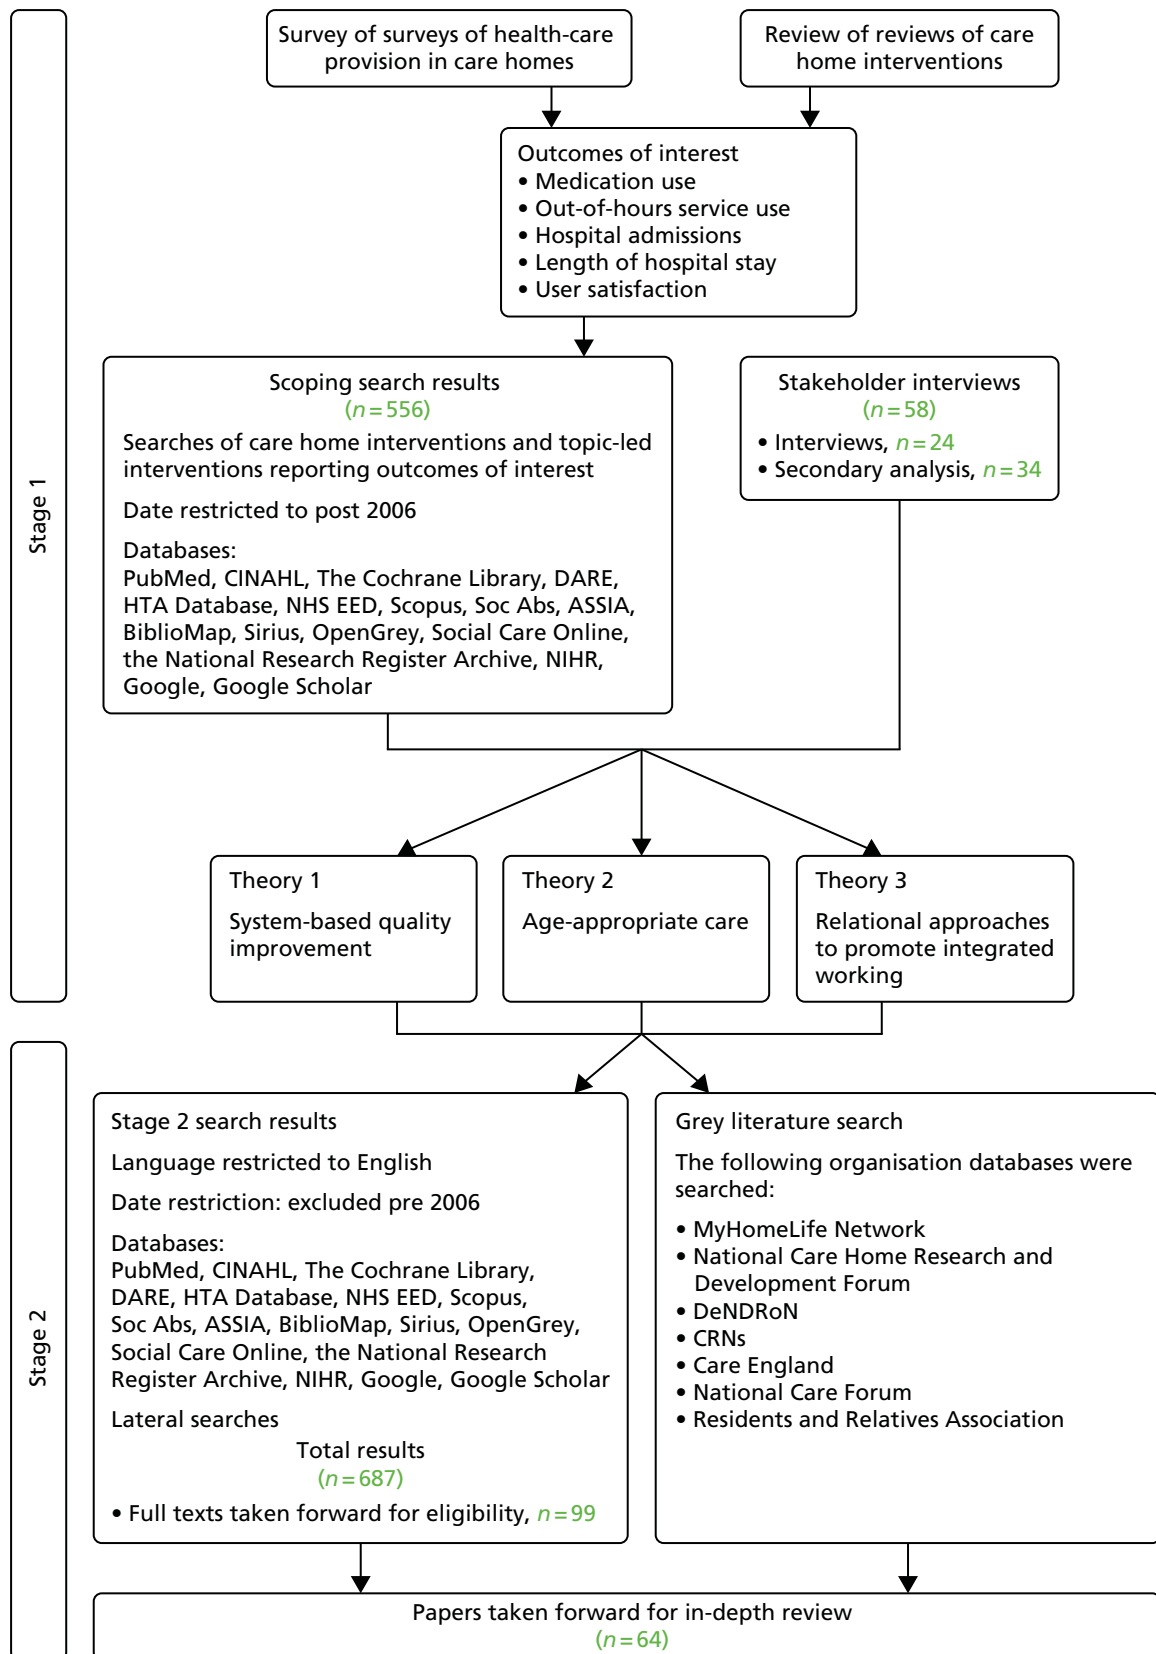 Stage 1
Survey of surveys of health-care
provision in care homes
Review of reviews of care
home interventions
Outcomes of interest
• Medication use
• Out-of-hours service use
• Hospital admissions
• Length of hospital stay
• User satisfaction
Scoping search results
(n = 556)
Searches of care home interventions and topic-led
interventions reporting outcomes of interest
Date restricted to post 2006
Databases:
PubMed, CINAHL, The Cochrane Library, DARE,
HTA Database, NHS EED, Scopus, Soc Abs, ASSIA,
BiblioMap, Sirius, OpenGrey, Social Care Online,
the National Research Register Archive, NIHR,
Google, Google Scholar
Stakeholder interviews
(n = 58)
• Interviews, n = 24
• Secondary analysis, n = 34
Theory 1
System-based quality
improvement
Theory 2
Age-appropriate care
Theory 3
Relational approaches
to promote integrated
working
Stage 2
Stage 2 search results
Language restricted to English
Date restriction: excluded pre 2006
Databases:
PubMed, CINAHL, The Cochrane Library,
DARE, HTA Database, NHS EED, Scopus,
Soc Abs, ASSIA, BiblioMap, Sirius, OpenGrey,
Social Care Online, the National Research
Register Archive, NIHR, Google, Google Scholar
Lateral searches
Total results
(n = 687)
• Full texts taken forward for eligibility, n = 99
Grey literature search
The following organisation databases were
searched:
• MyHomeLife Network
• National Care Home Research and
Development Forum
• DeNDRoN
• CRNs
• Care England
• National Care Forum
• Residents and Relatives Association
Papers taken forward for in-depth review
(n = 64)